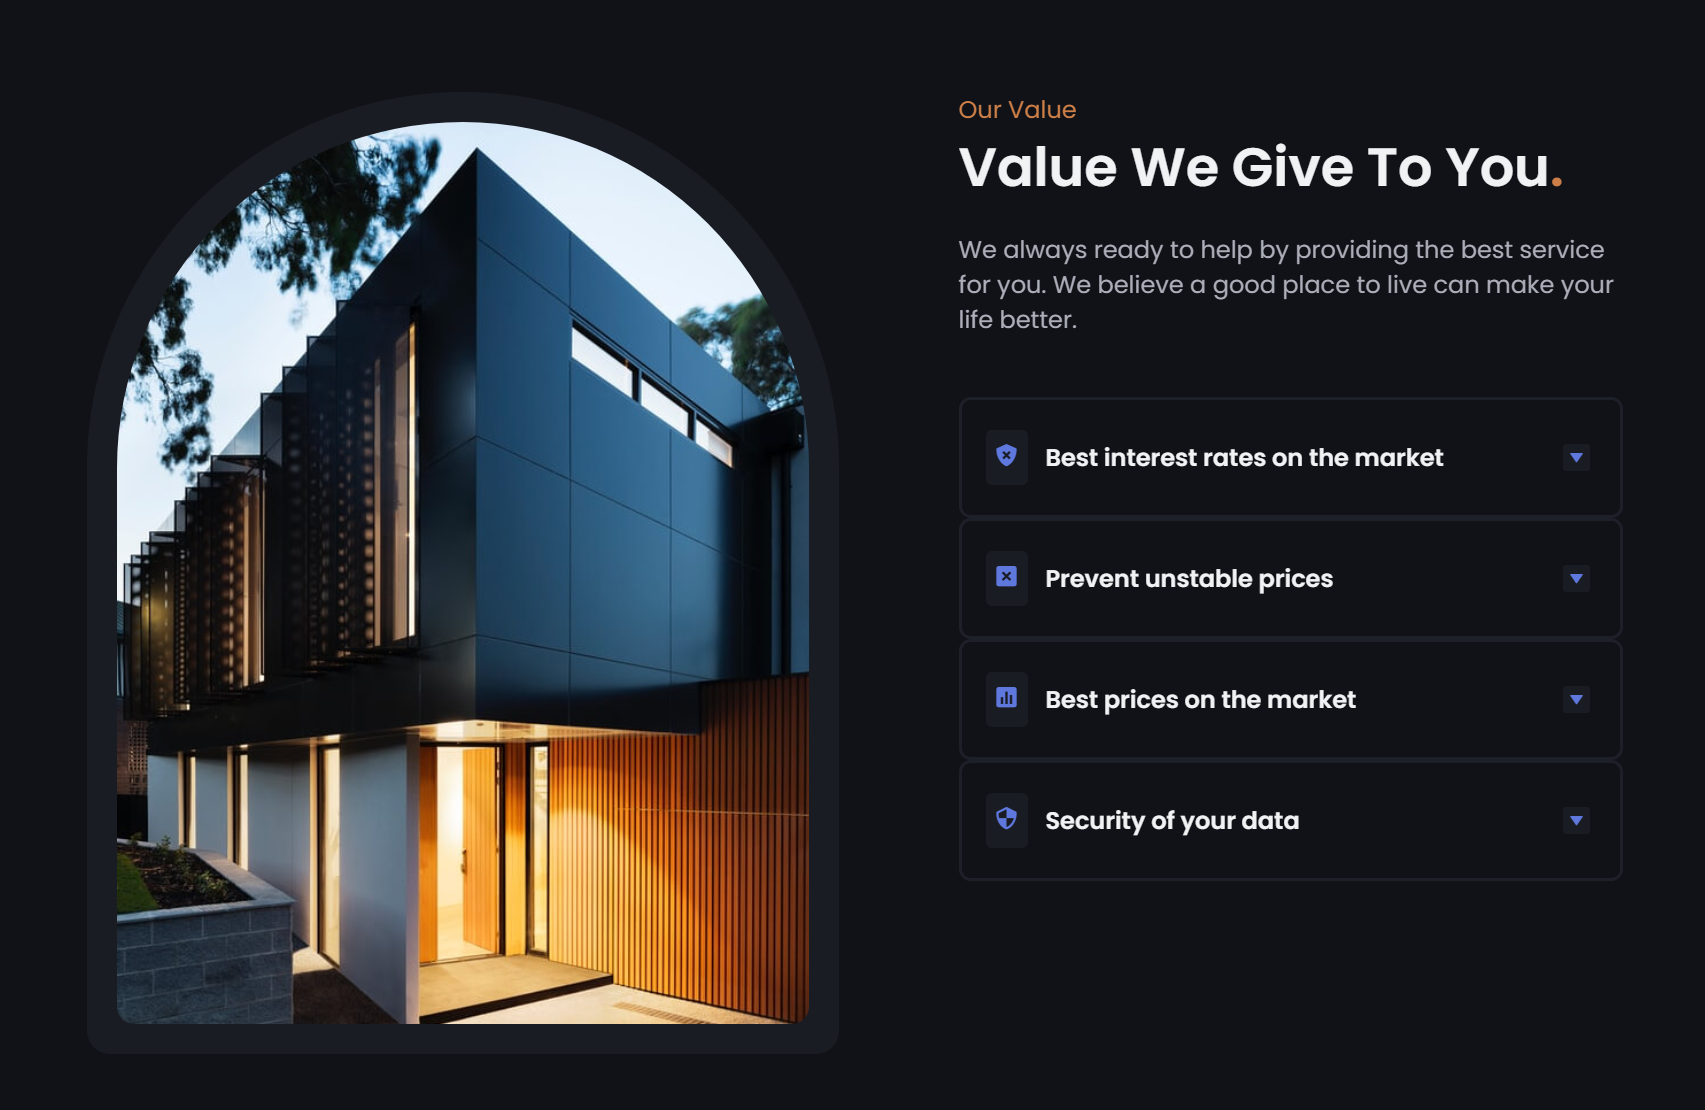 Our Value
Value We Give To You.
We always ready to help by providing the best service
for you. We believe a good place to live can make your
life better.
Best interest rates on the market
Prevent unstable prices
Best prices on the market
Security of your data